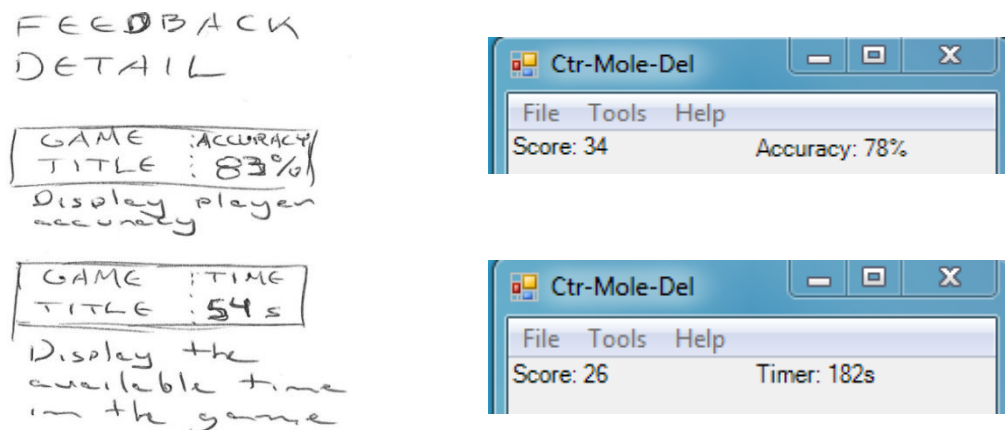 FEEDBACK
DETAIL
GAME : ACCURACY
TITLE : 83%
Display player
accuracy
GAME : TIME
TITLE : 54 s
Display the
available time
in the game
Ctr-Mole-Del
File Tools Help
Score: 34 Accuracy: 78%
Ctr-Mole-Del
File Tools Help
Score: 26 Timer: 182s